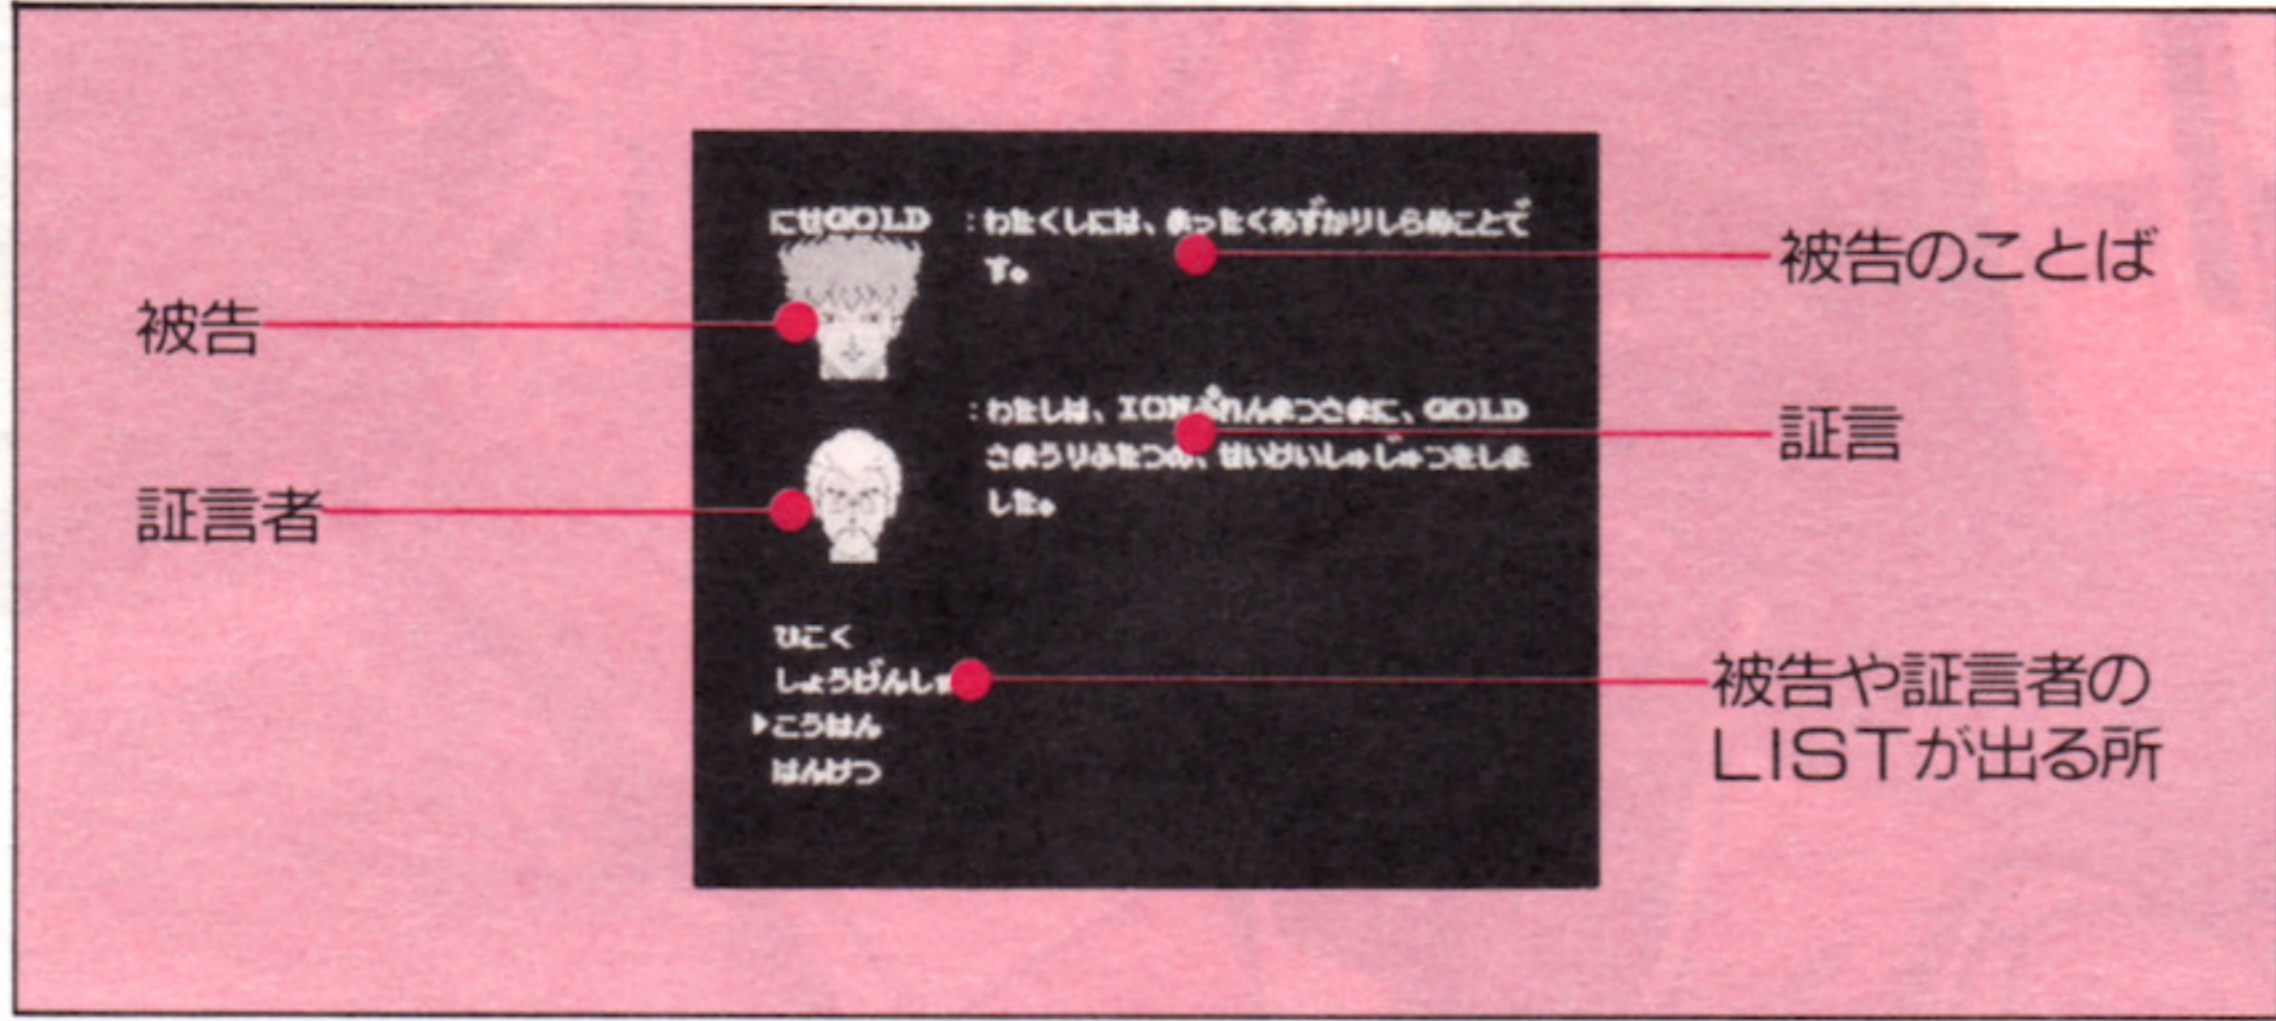 にせGOLD :わたくしには、まったくあずかりしらぬことで
す。
被告のことば
被告
:わたしは、IONぷれんまつさまに、GOLD
証言
さまうりふたつの、せいけいしゅじゅつをしま
した。
証言者
ひこく
しょうげんしゃ
▶こうはん
はんけつ
被告や証言者の
LISTが出る所